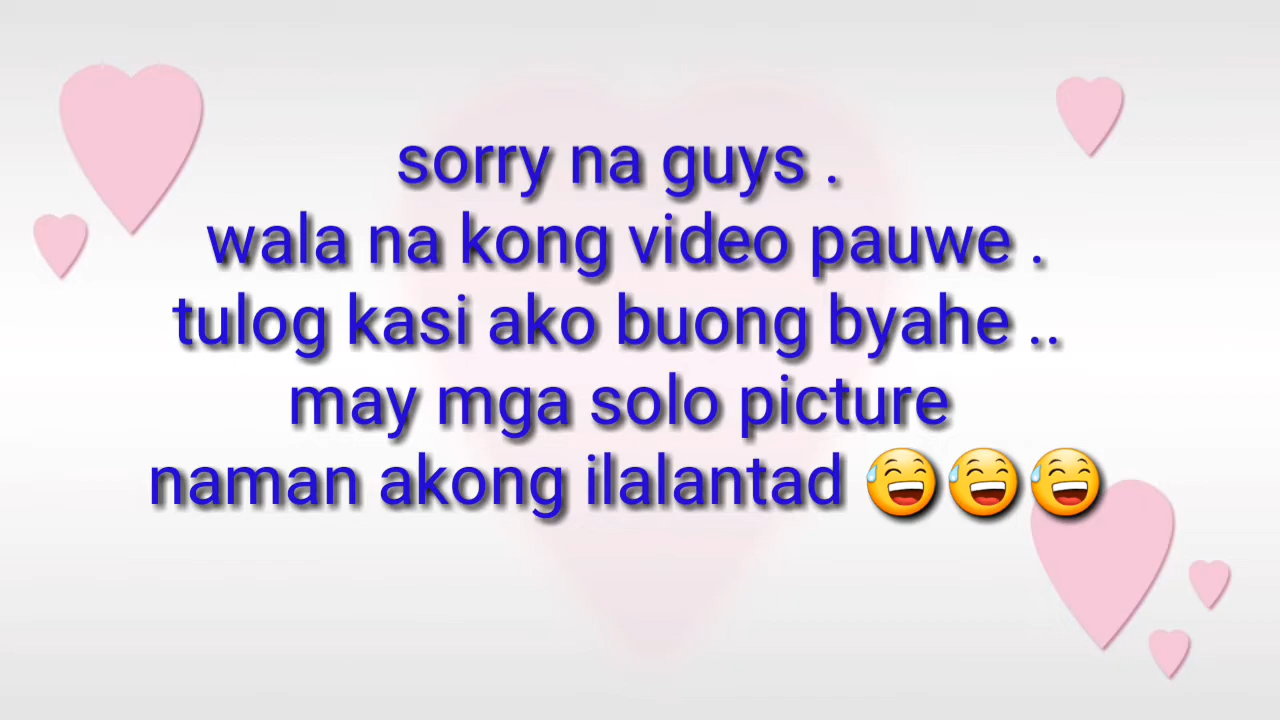 sorry na guys .
wala na kong video pauwe .
tulog kasi ako buong byahe ..
may mga solo picture
naman akong ilalantad 😅😅😅